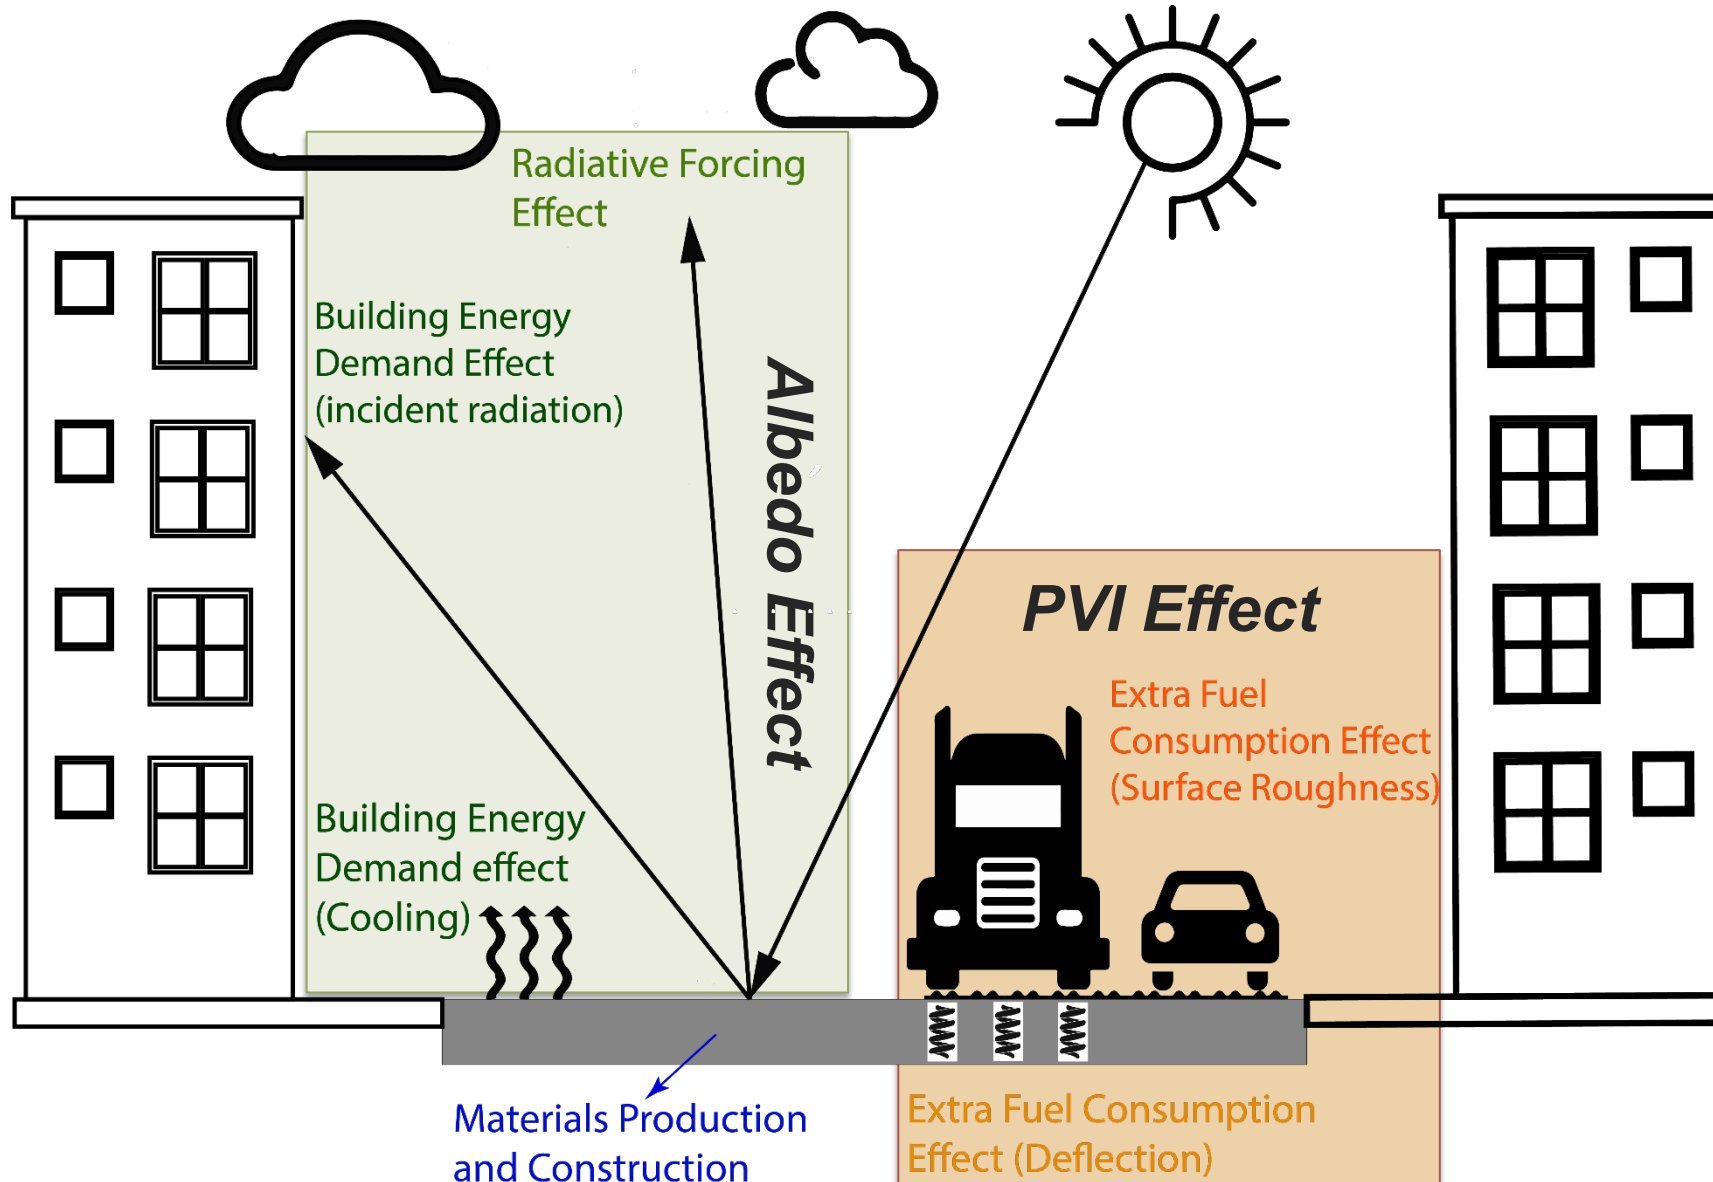 Radiative Forcing
Effect
Building Energy
Demand Effect
(incident radiation)
Albedo Effect
Building Energy
Demand effect
(Cooling)
PVI Effect
Extra Fuel
Consumption Effect
(Surface Roughness)
Materials Production
and Construction
Extra Fuel Consumption
Effect (Deflection)